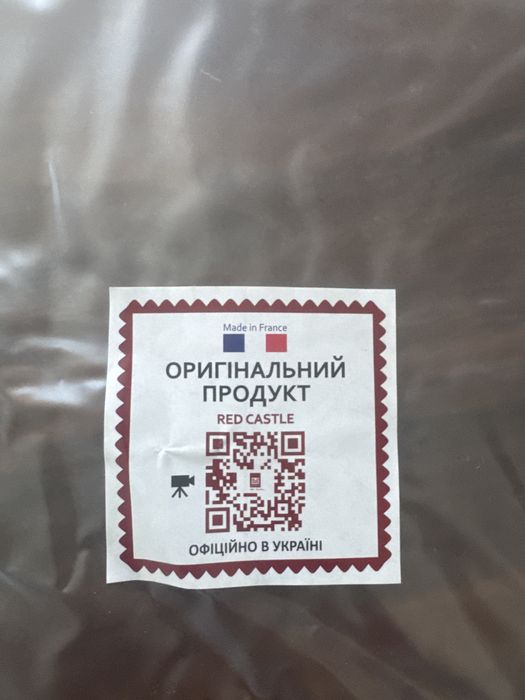 Made in France
ОРИГІНАЛЬНИЙ
ПРОДУКТ
RED CASTLE
ОФІЦІЙНО В УКРАЇНІ